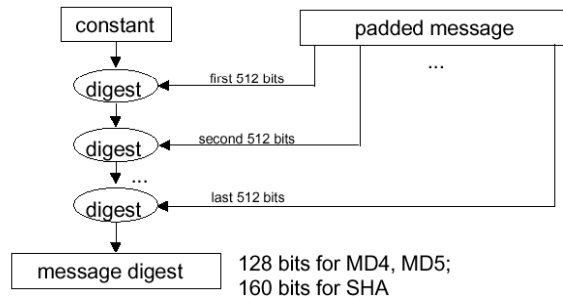 constant
padded message
...
first 512 bits
digest
second 512 bits
digest
...
last 512 bits
digest
message digest
128 bits for MD4, MD5;
160 bits for SHA